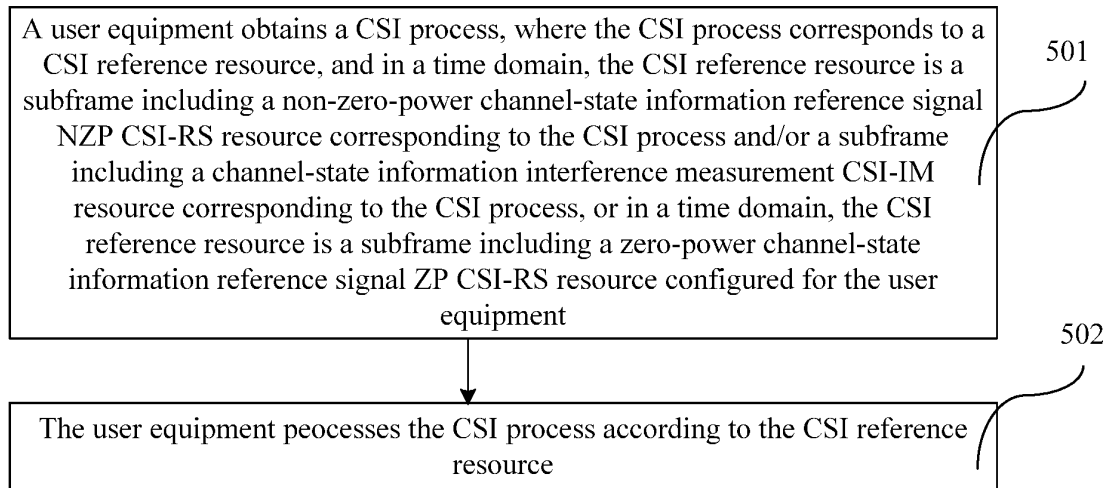 A user equipment obtains a CSI process, where the CSI process corresponds to a
CSI reference resource, and in a time domain, the CSI reference resource is a
subframe including a non-zero-power channel-state information reference signal
NZP CSI-RS resource corresponding to the CSI process and/or a subframe
including a channel-state information interference measurement CSI-IM
resource corresponding to the CSI process, or in a time domain, the CSI
reference resource is a subframe including a zero-power channel-state
information reference signal ZP CSI-RS resource configured for the user
equipment
501
502
The user equipment peocesses the CSI process according to the CSI reference
resource